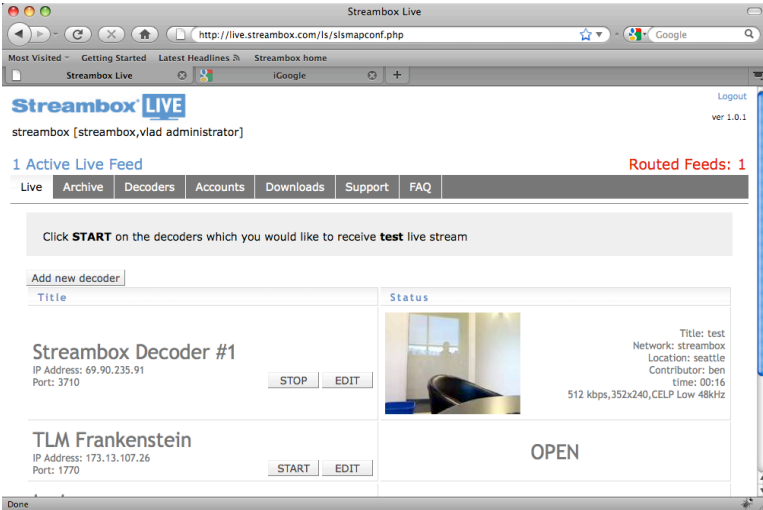 Streambox Live
http://live.streambox.com/ls/slsmapconf.php
Google
Most Visited Getting Started Latest Headlines Streambox home
Streambox Live iGoogle
Logout
Streambox LIVE
ver 1.0.1
streambox [streambox,vlad administrator]
1 Active Live Feed Routed Feeds: 1
Live Archive Decoders Accounts Downloads Support FAQ
Click START on the decoders which you would like to receive test live stream
Add new decoder
Title Status
Streambox Decoder #1
IP Address: 69.90.235.91
Port: 3710
STOP EDIT
Title: test
Network: streambox
Location: seattle
Contributor: ben
time: 00:16
512 kbps,352x240,CELP Low 48kHz
TLM Frankenstein
IP Address: 173.13.107.26
Port: 1770
START EDIT
OPEN
Done